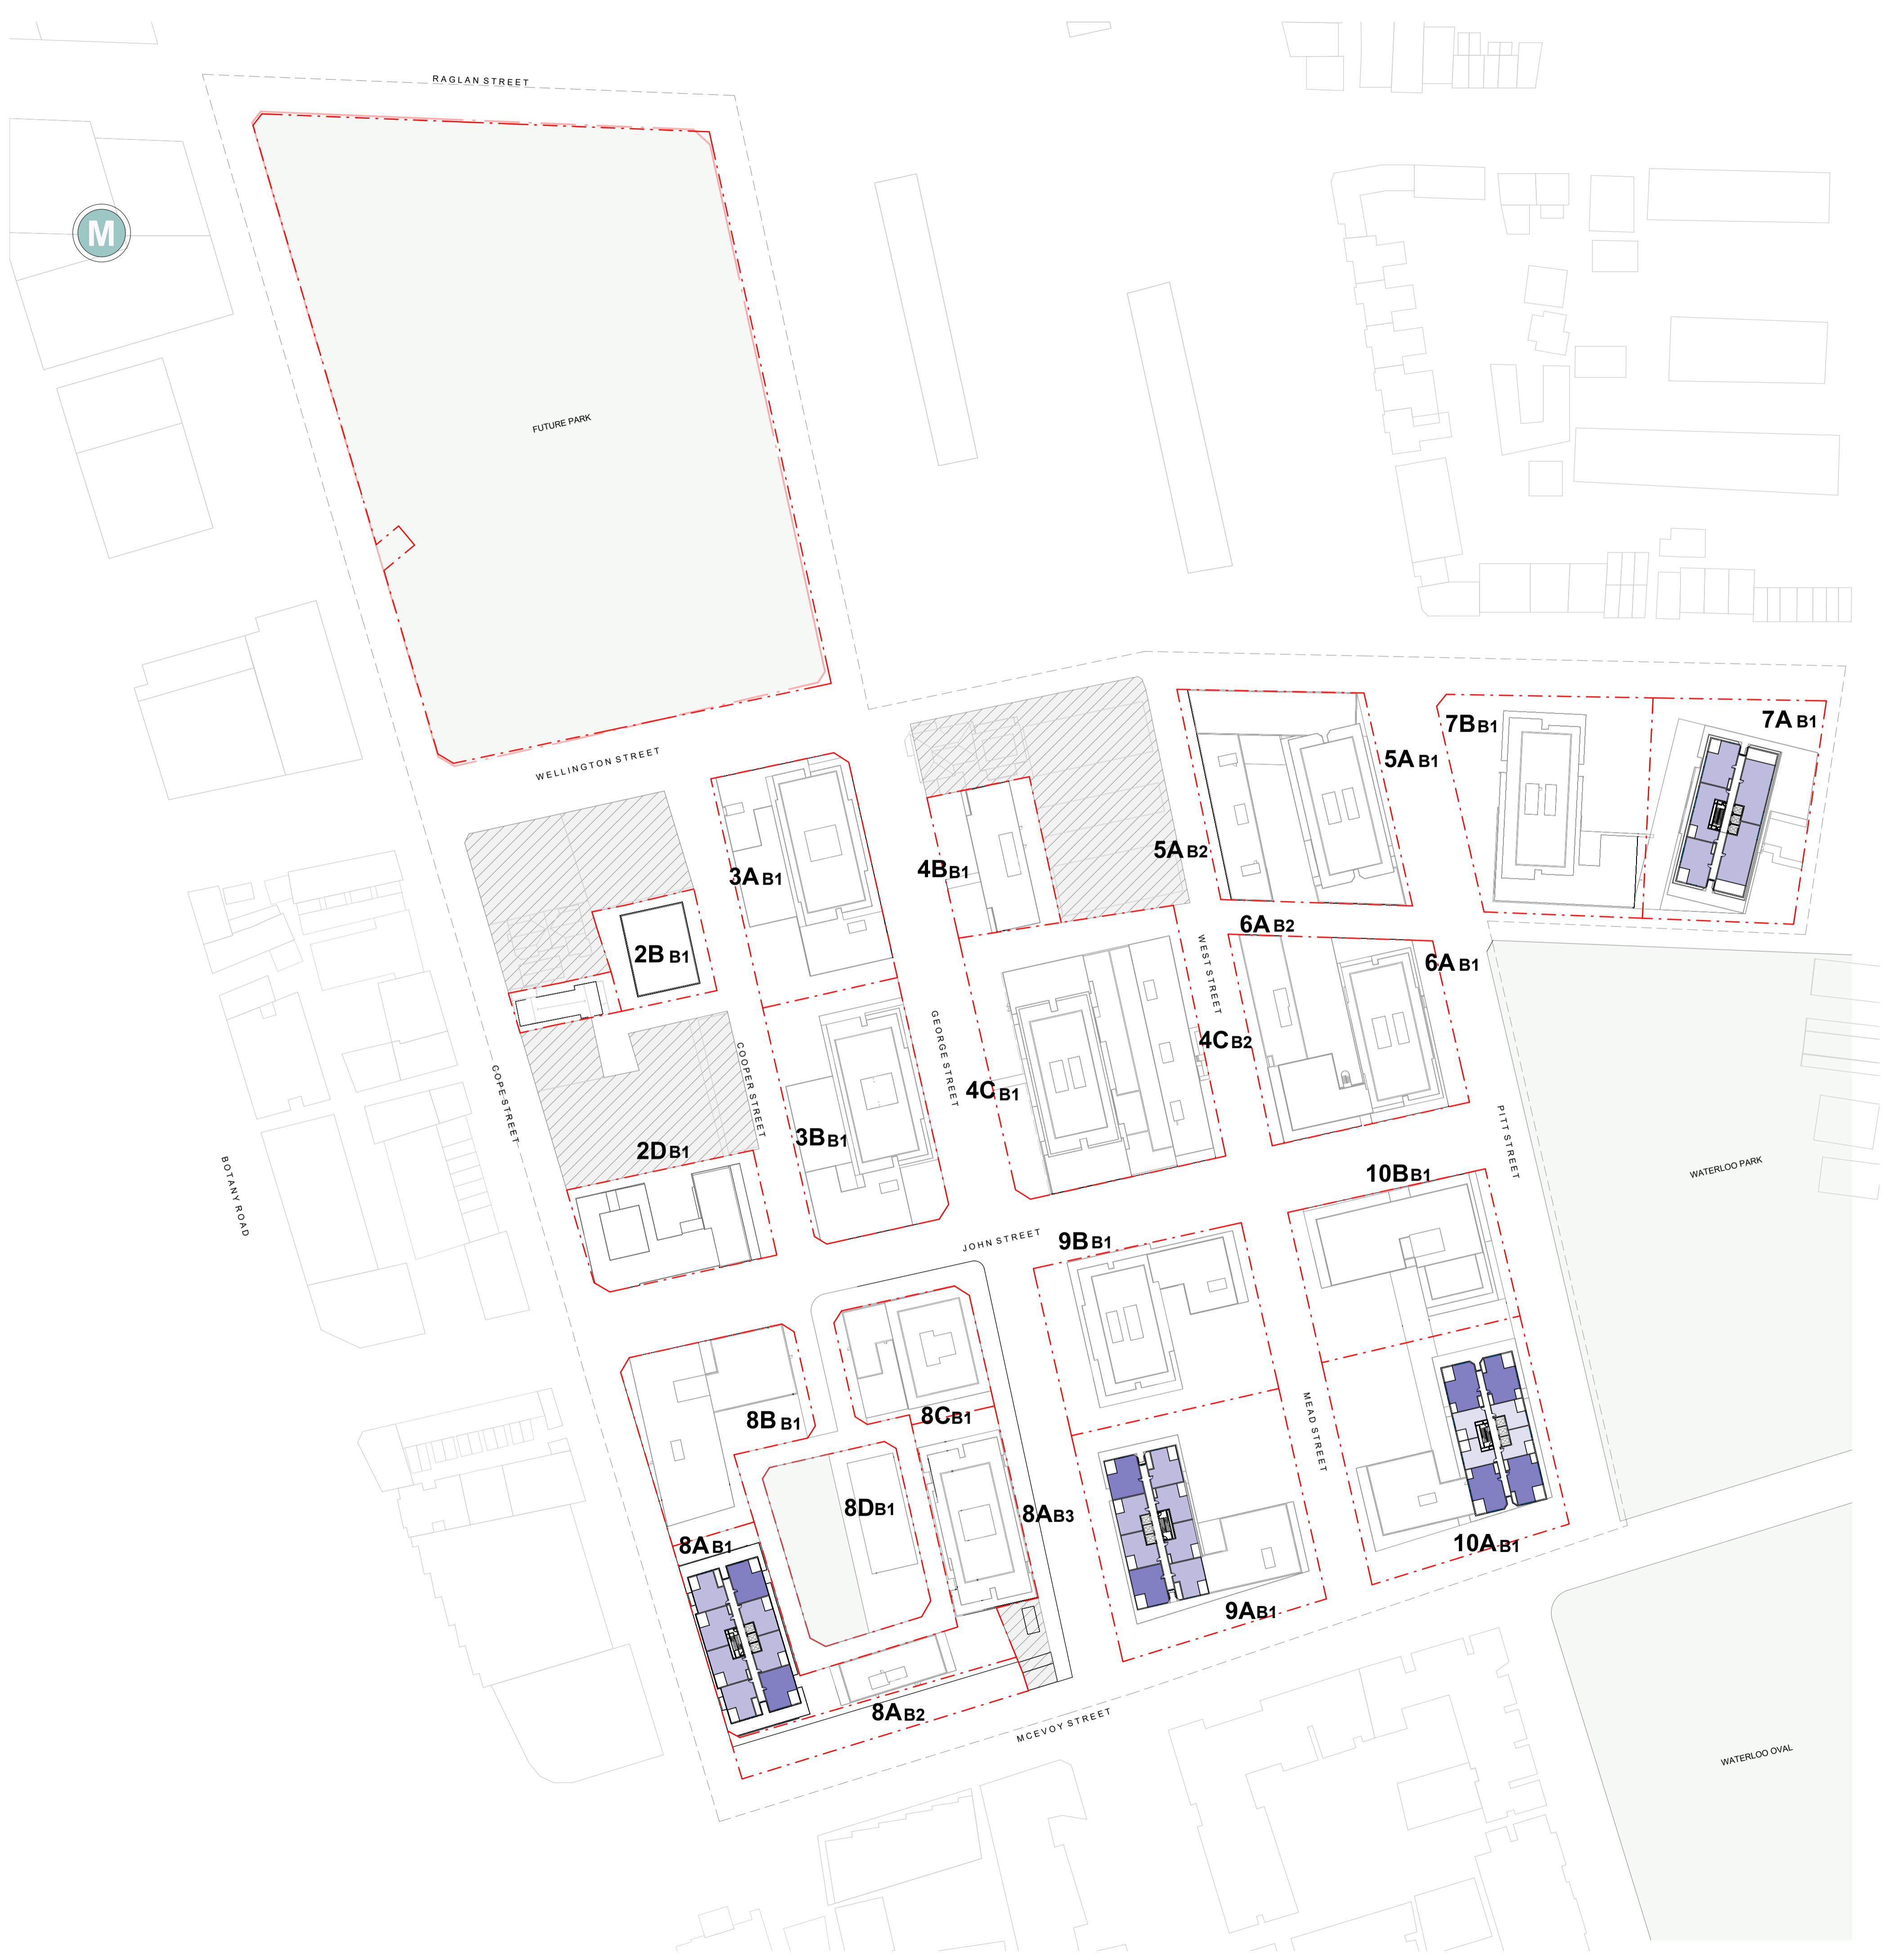 RAGLAN STREET
M
FUTURE PARK
WELLINGTON STREET
7B B1
7A B1
5A B1
5A B2
4B B1
3A B1
6A B2
2B B1
6A B1
WEST STREET
4C B2
GEORGE STREET
COOPER STREET
COPE STREET
4C B1
3B B1
2D B1
PITT STREET
WATERLOO PARK
10B B1
BOTANY ROAD
JOHN STREET
9B B1
8B B1
8C B1
MEAD STREET
8D B1
8A B3
8A B1
10A B1
9A B1
8A B2
MCEVOY STREET
WATERLOO OVAL